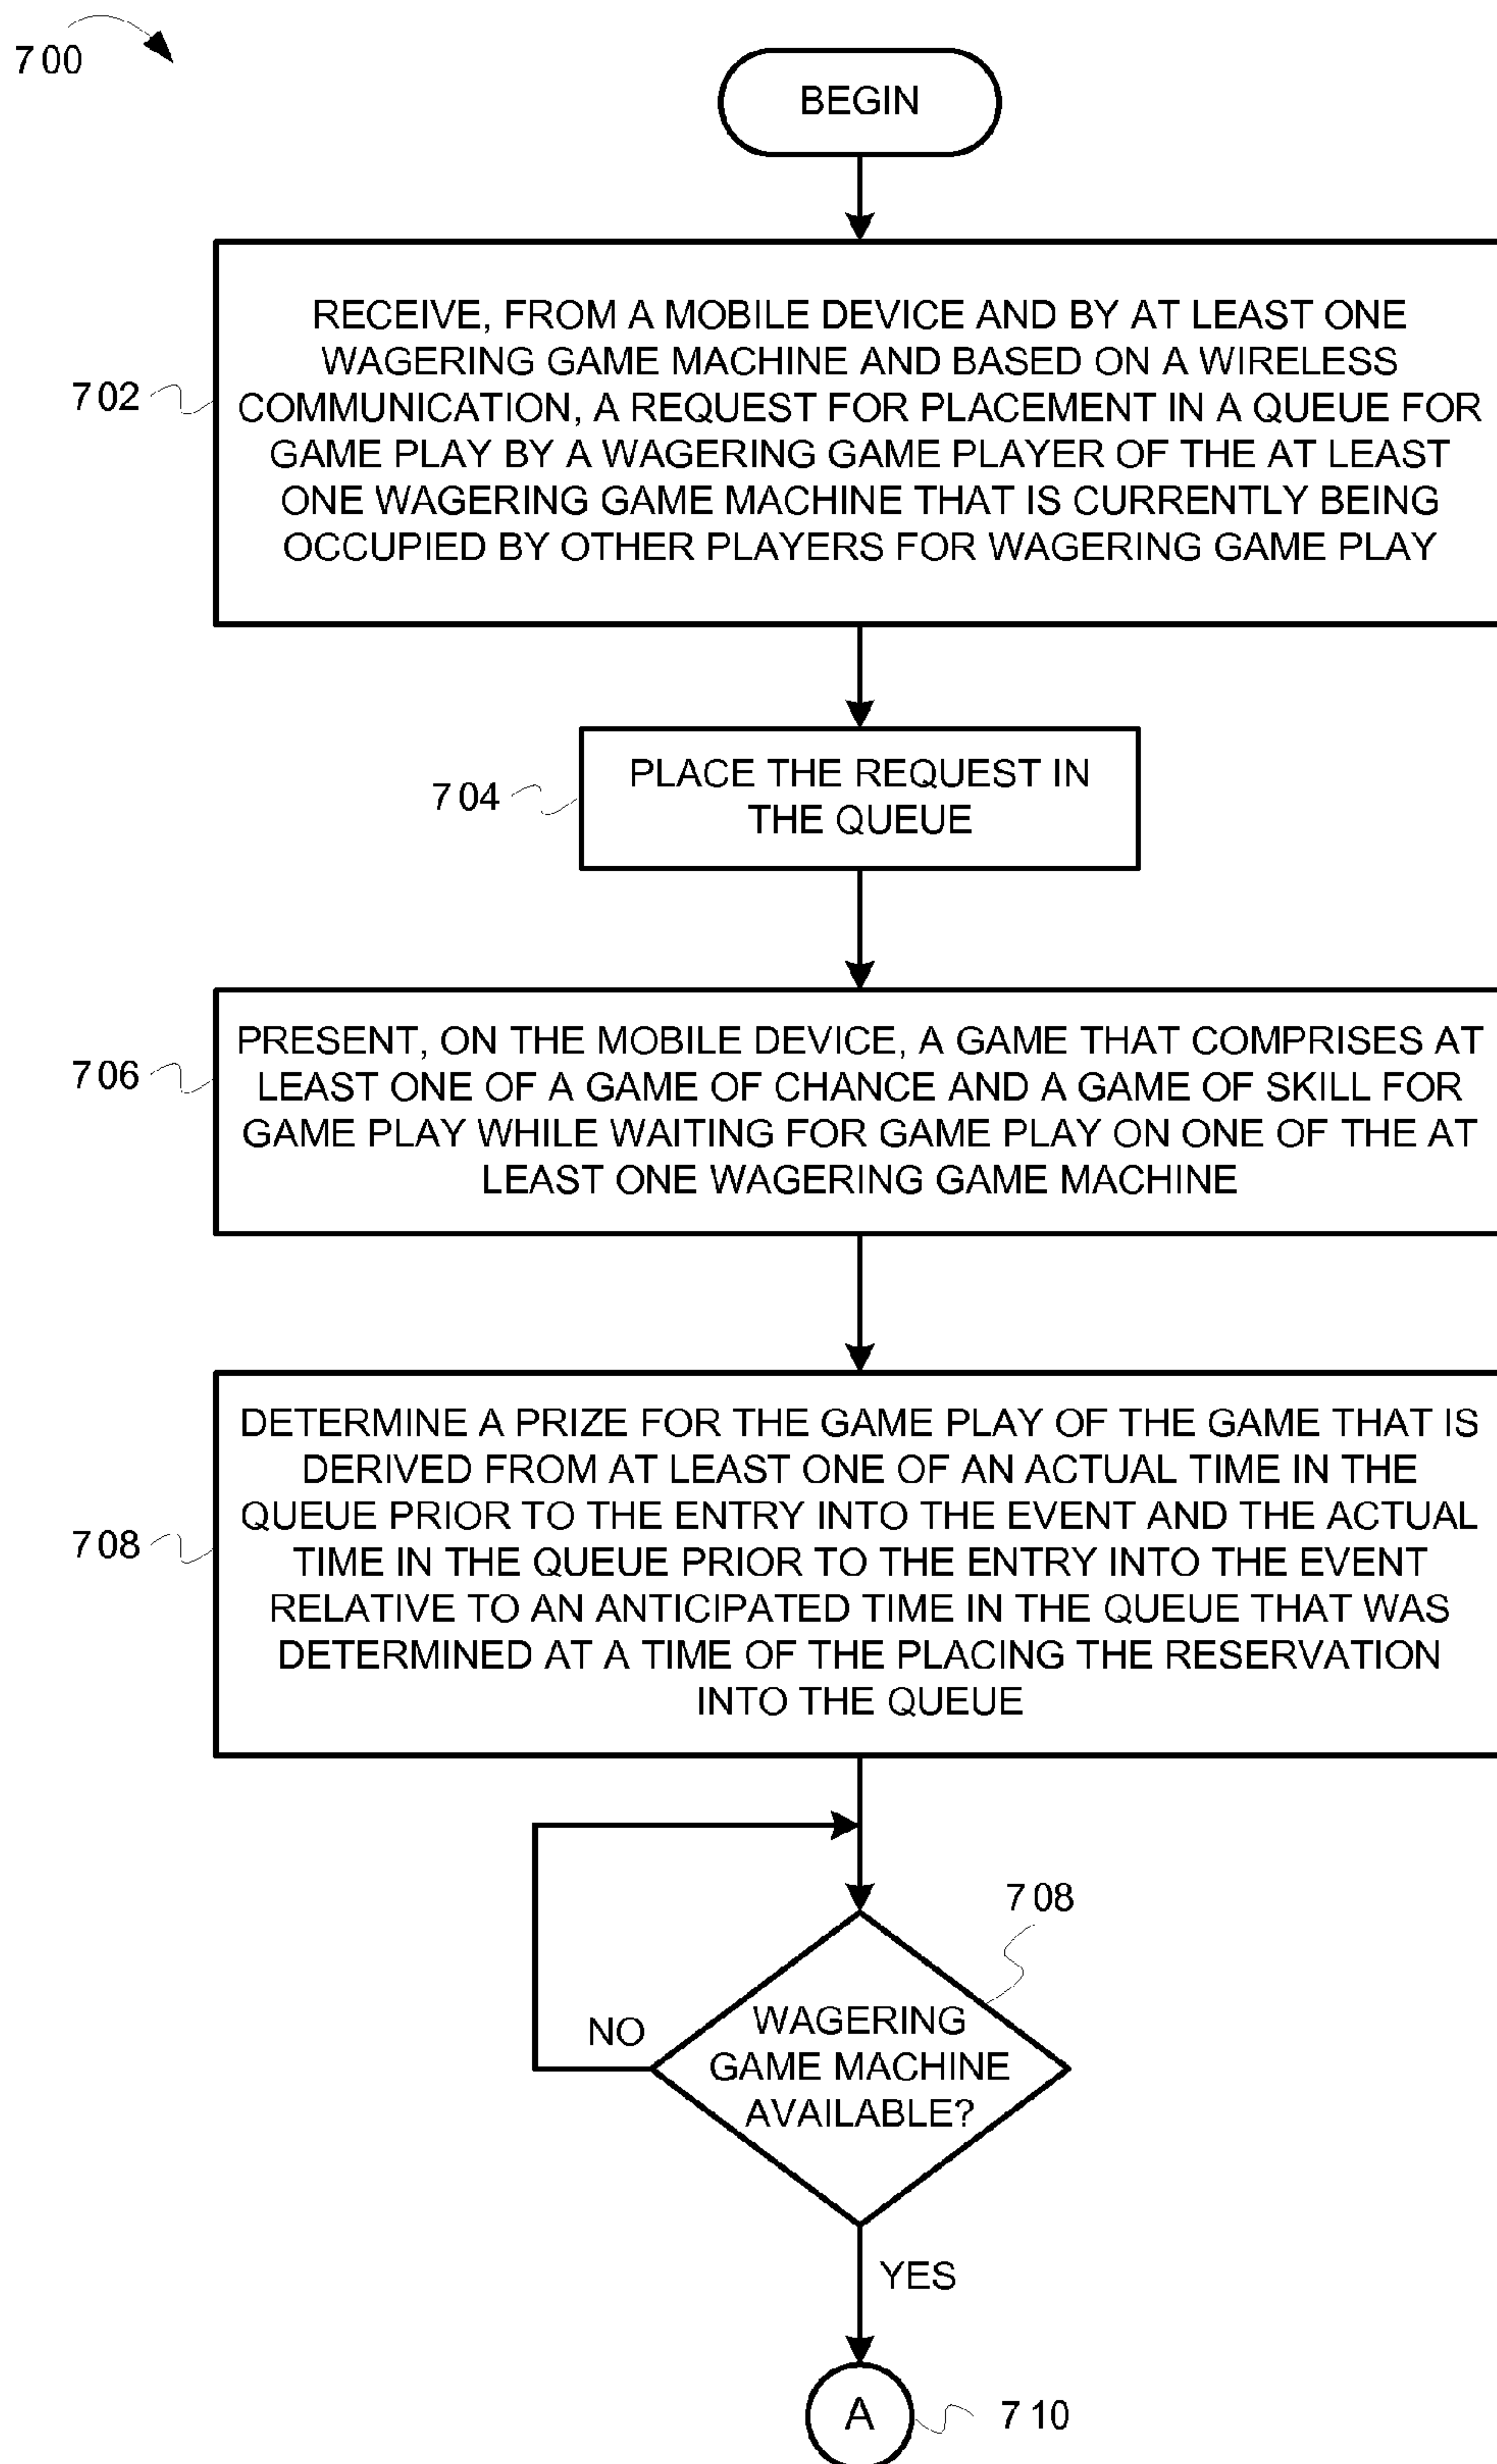 700
BEGIN
702
RECEIVE, FROM A MOBILE DEVICE AND BY AT LEAST ONE
WAGERING GAME MACHINE AND BASED ON A WIRELESS
COMMUNICATION, A REQUEST FOR PLACEMENT IN A QUEUE FOR
GAME PLAY BY A WAGERING GAME PLAYER OF THE AT LEAST
ONE WAGERING GAME MACHINE THAT IS CURRENTLY BEING
OCCUPIED BY OTHER PLAYERS FOR WAGERING GAME PLAY
704
PLACE THE REQUEST IN
THE QUEUE
706
PRESENT, ON THE MOBILE DEVICE, A GAME THAT COMPRISES AT
LEAST ONE OF A GAME OF CHANCE AND A GAME OF SKILL FOR
GAME PLAY WHILE WAITING FOR GAME PLAY ON ONE OF THE AT
LEAST ONE WAGERING GAME MACHINE
708
DETERMINE A PRIZE FOR THE GAME PLAY OF THE GAME THAT IS
DERIVED FROM AT LEAST ONE OF AN ACTUAL TIME IN THE
QUEUE PRIOR TO THE ENTRY INTO THE EVENT AND THE ACTUAL
TIME IN THE QUEUE PRIOR TO THE ENTRY INTO THE EVENT
RELATIVE TO AN ANTICIPATED TIME IN THE QUEUE THAT WAS
DETERMINED AT A TIME OF THE PLACING THE RESERVATION
INTO THE QUEUE
708
NO
WAGERING
GAME MACHINE
AVAILABLE?
YES
A
710